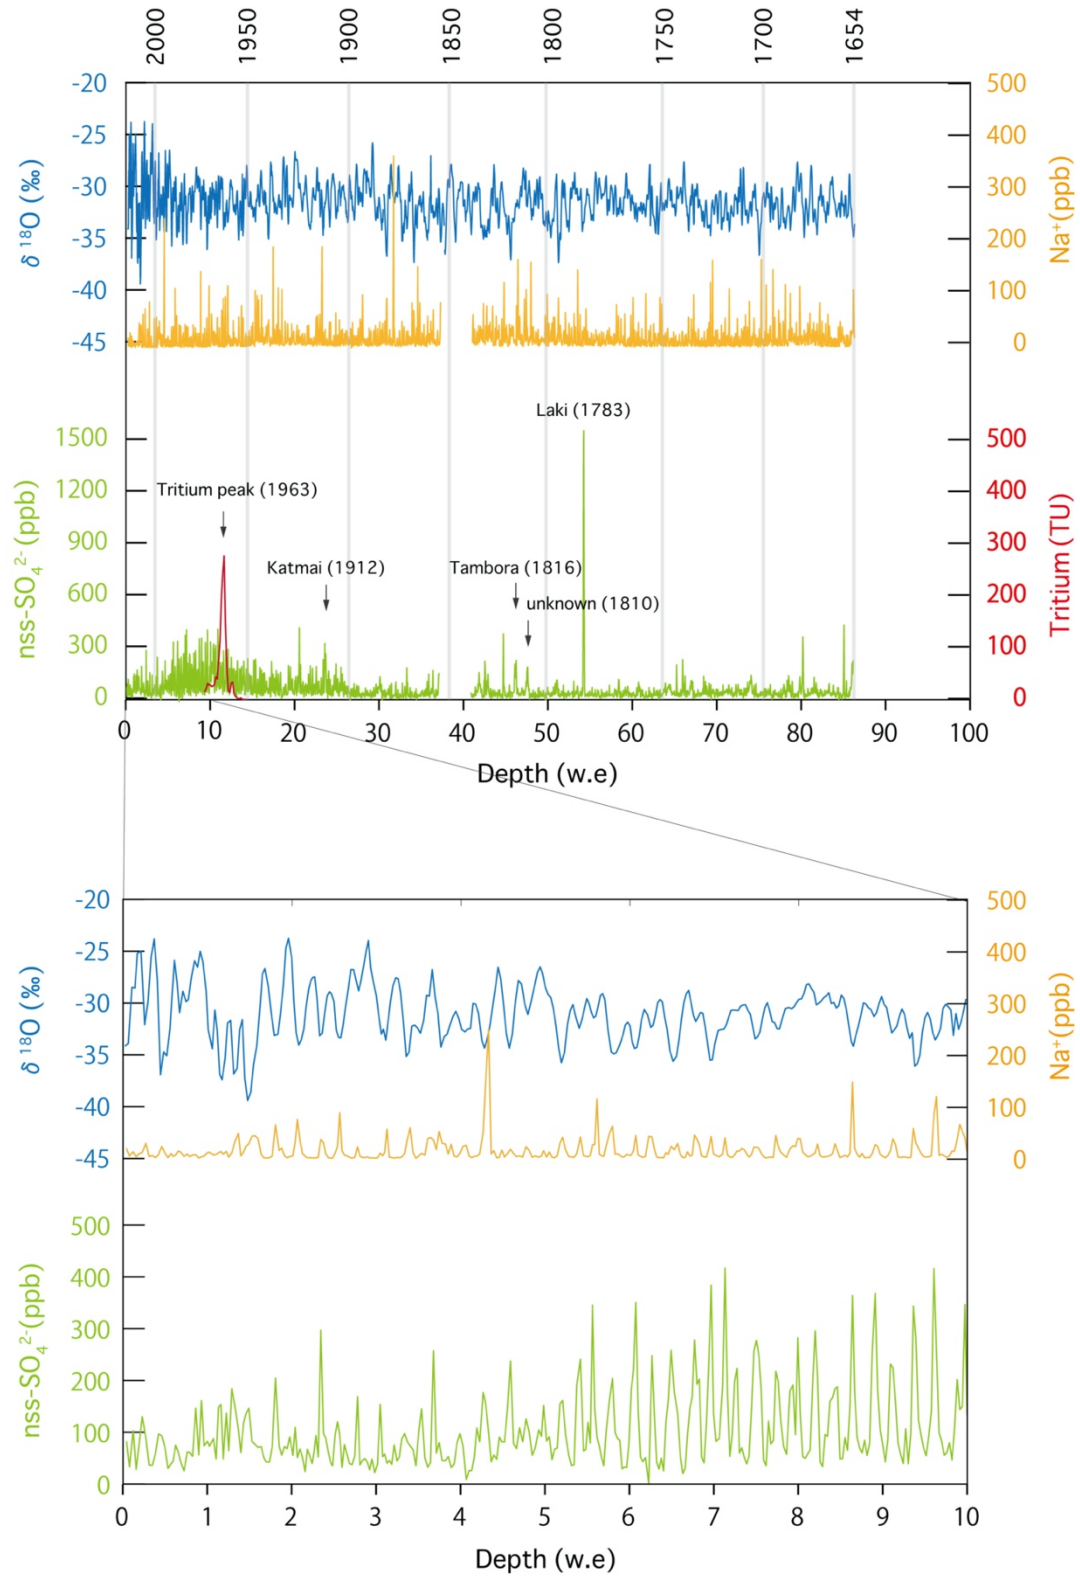 2000 1950 1900 1850 1800 1750 1700 1654
-20 500
-25 400
-30 300
-35 200
-40 100
-45 0
δ 18O (‰)
Na+(ppb)
Laki (1783)
1500 500
1200 400
900 300
600 200
300 100
0 0
nss-SO4 2- (ppb)
Tritium (TU)
Tritium peak (1963)
Katmai (1912)
Tambora (1816)
unknown (1810)
0 10 20 30 40 50 60 70 80 90 100
Depth (w.e)
-20 500
-25 400
-30 300
-35 200
-40 100
-45 0
δ 18O (‰)
Na+(ppb)
500
400
300
200
100
0
nss-SO4 2-(ppb)
0 1 2 3 4 5 6 7 8 9 10
Depth (w.e)